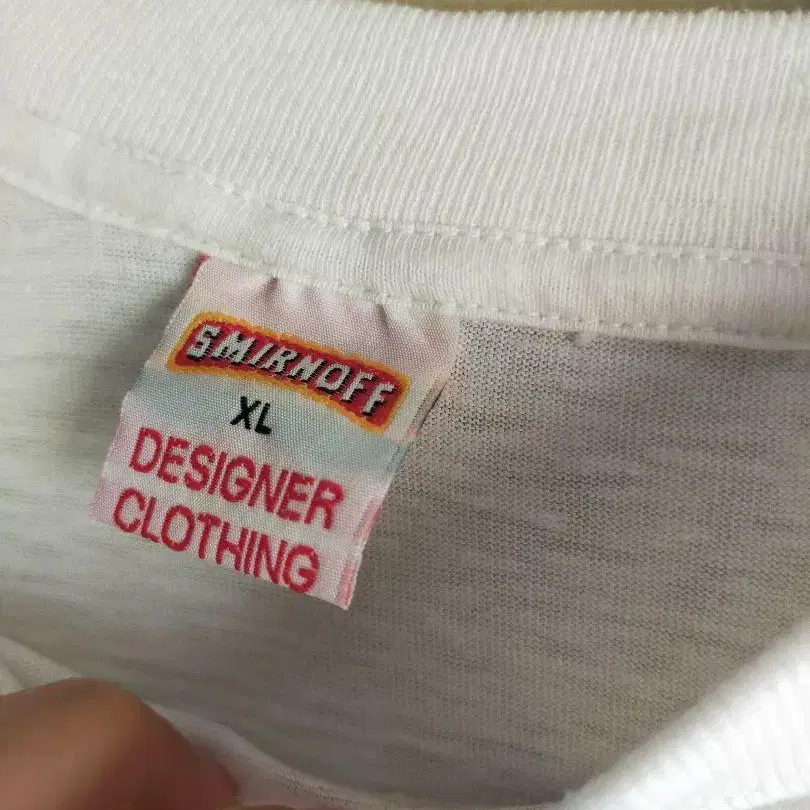 SMIRNOFF
XL
DESIGNER
CLOTHING